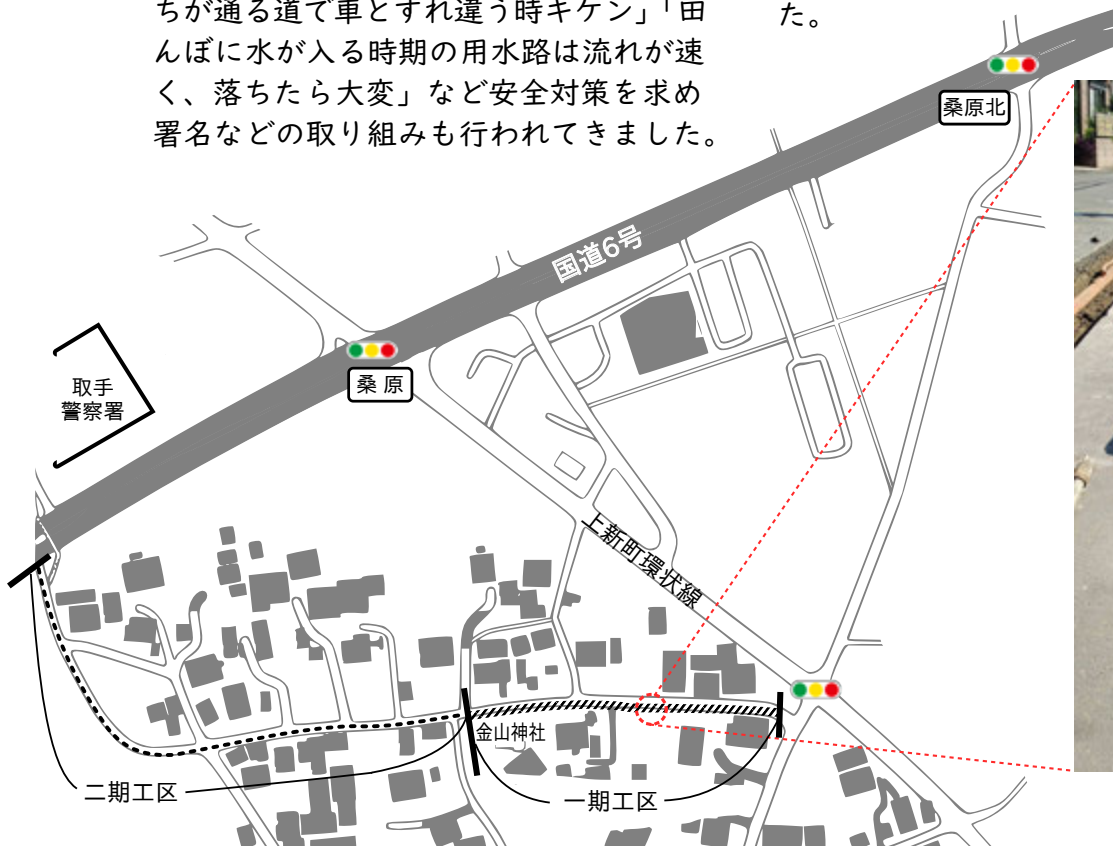 ちが通る道で車とすれ違う時キケン」「田
んぼに水が入る時期の用水路は流れが速
く、落ちたら大変」など安全対策を求め
署名などの取り組みも行われてきました。
た。
桑原北
国道6号
桑原
取手
警察署
上新町環状線
金山神社
二期工区
一期工区